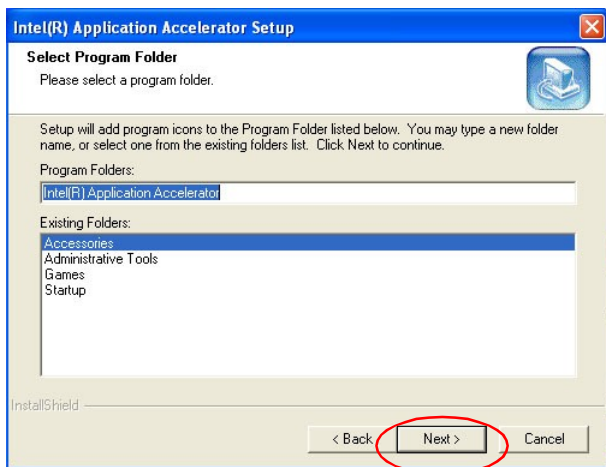 Intel(R) Application Accelerator Setup
Select Program Folder
Please select a program folder.
Setup will add program icons to the Program Folder listed below.  You may type a new folder
name, or select one from the existing folders list.  Click Next to continue.
Program Folders:
Intel(R) Application Accelerator
Existing Folders:
Accessories
Administrative Tools
Games
Startup
InstallShield
< Back
Next >
Cancel